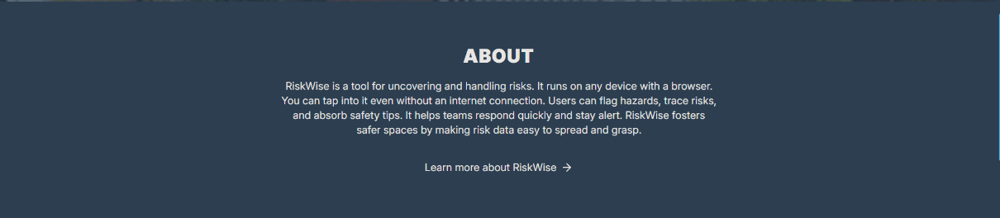 ABOUT
RiskWise is a tool for uncovering and handling risks. It runs on any device with a browser.
You can tap into it even without an internet connection. Users can flag hazards, trace risks,
and absorb safety tips. It helps teams respond quickly and stay alert. RiskWise fosters
safer spaces by making risk data easy to spread and grasp.
Learn more about RiskWise →